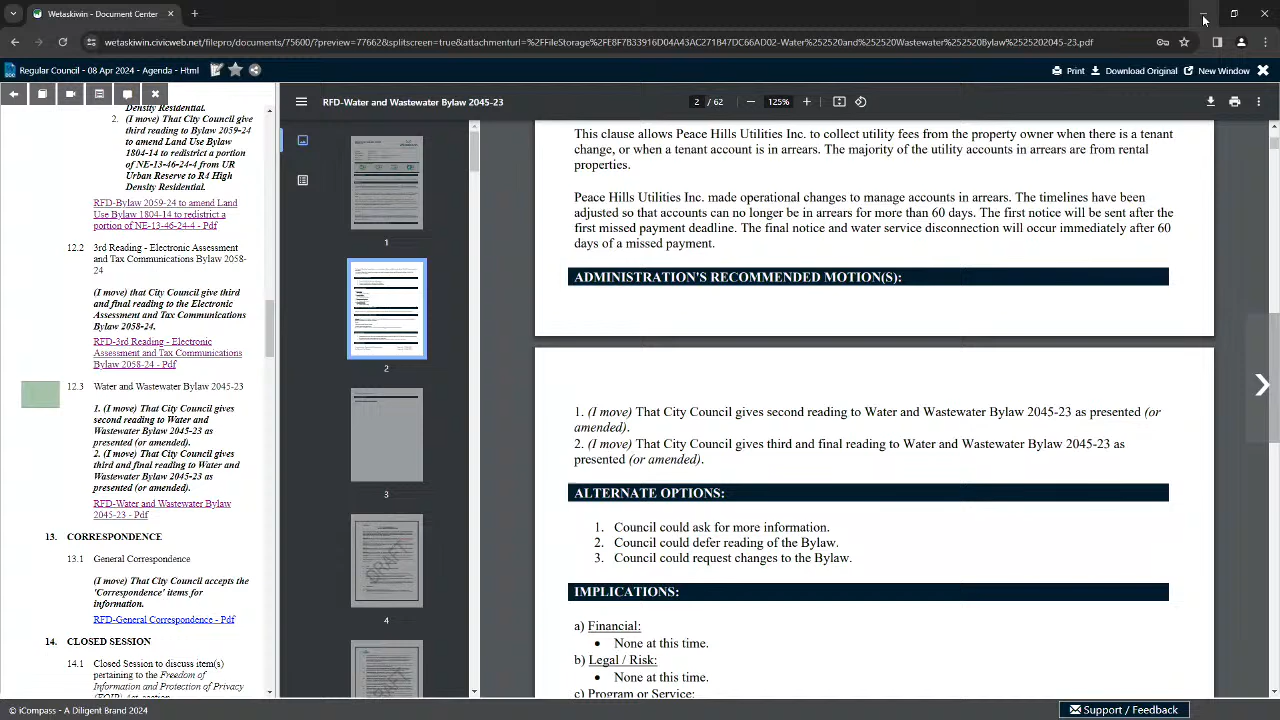 Wetaskiwin - Document Center
wetaskiwin.civicweb.net/filepro/documents/75600/?preview=77662&splitscreen=true&attachmenturl=%2FFileStorage%2FE8F7B33916D04A43AC271B47DC66AD02-Water%252520and%252520Wastewater%252520Bylaw%2525202045-23.pdf
Regular Council - 08 Apr 2024 - Agenda - Html
Print
Download Original
New Window
RFD-Water and Wastewater Bylaw 2045-23
2 / 62
125%
Density Residential.
2. (I move) That City Council give
third reading to Bylaw 2059-24
to amend Land Use Bylaw
1804-14 to redistrict a portion
of NE-13-46-24-4 from UR
Urban Reserve to R4 High
Density Residential.
RFD-Bylaw 2059-24 to amend Land
Use Bylaw 1804-14 to redistrict a
portion of NE-13-46-24-4 - Pdf
12.2 3rd Reading - Electronic Assessment
and Tax Communications Bylaw 2058-
24
(I move) that City Council give third
and final reading to the Electronic
Assessment and Tax Communications
Bylaw 2058-24.
RFD-3rd Reading - Electronic
Assessment and Tax Communications
Bylaw 2058-24 - Pdf
12.3 Water and Wastewater Bylaw 2045-23
1. (I move) That City Council gives
second reading to Water and
Wastewater Bylaw 2045-23 as
presented (or amended).
2. (I move) That City Council gives
third and final reading to Water and
Wastewater Bylaw 2045-23 as
presented (or amended).
RFD-Water and Wastewater Bylaw
2045-23 - Pdf
13. CORRESPONDENCE
13.1 General Correspondence
(I move) That City Council accepts the
'Correspondence' items for
information.
RFD-General Correspondence - Pdf
14. CLOSED SESSION
14.1 Closed Session to discuss item(s)
pertaining to the Freedom of
Information and Protection of Privacy
1
2
3
4
This clause allows Peace Hills Utilities Inc. to collect utility fees from the property owner when there is a tenant
change, or when a tenant account is in arrears. The majority of the utility accounts in arrears are from rental
properties.
Peace Hills Utilities Inc. made operational changes to manage accounts in arrears. The timelines have been
adjusted so that accounts can no longer be in arrears for more than 60 days. The first notice will be sent after the
first missed payment deadline. The final notice and water service disconnection will occur immediately after 60
days of a missed payment.
ADMINISTRATION'S RECOMMENDED MOTION(S):
1. (I move) That City Council gives second reading to Water and Wastewater Bylaw 2045-23 as presented (or
amended).
2. (I move) That City Council gives third and final reading to Water and Wastewater Bylaw 2045-23 as
presented (or amended).
ALTERNATE OPTIONS:
1. Council could ask for more information.
2. Council could defer reading of the Bylaw.
3. Council could request changes to the Bylaw.
IMPLICATIONS:
a) Financial:
• None at this time.
b) Legal / Risk:
• None at this time.
c) Program or Service:
© iCompass - A Diligent Brand 2024
Support / Feedback